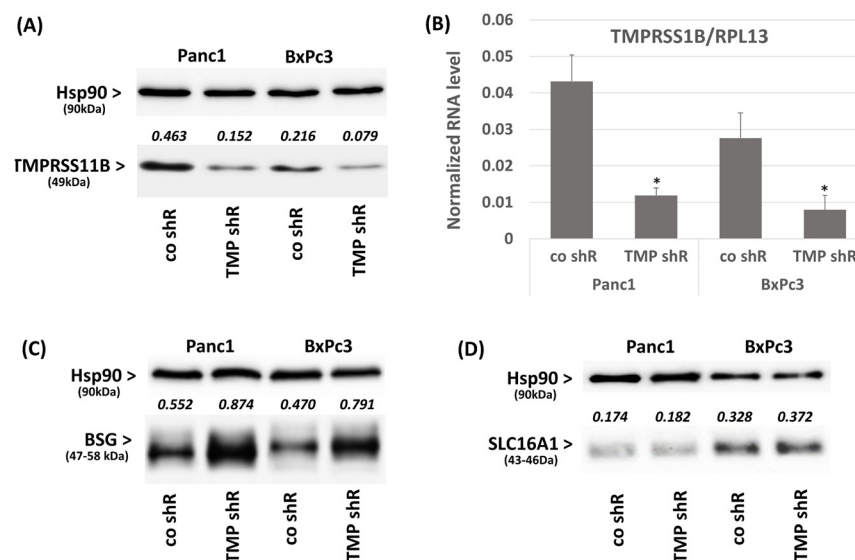 (A)
Panc1 BxPc3
Hsp90 >
(90kDa)
0.463 0.152 0.216 0.079
TMPRSS11B >
(49kDa)
co shR TMP shR co shR TMP shR
(B)
TMPRSS1B/RPL13
Normalized RNA level
0.06
0.05
0.04
0.03
0.02
0.01
0
* *
co shR TMP shR co shR TMP shR
Panc1 BxPc3
(C)
Panc1 BxPc3
Hsp90 >
(90kDa)
0.552 0.874 0.470 0.791
BSG >
(47-58 kDa)
co shR TMP shR co shR TMP shR
(D)
Panc1 BxPc3
Hsp90 >
(90kDa)
0.174 0.182 0.328 0.372
SLC16A1 >
(43-46Da)
co shR TMP shR co shR TMP shR